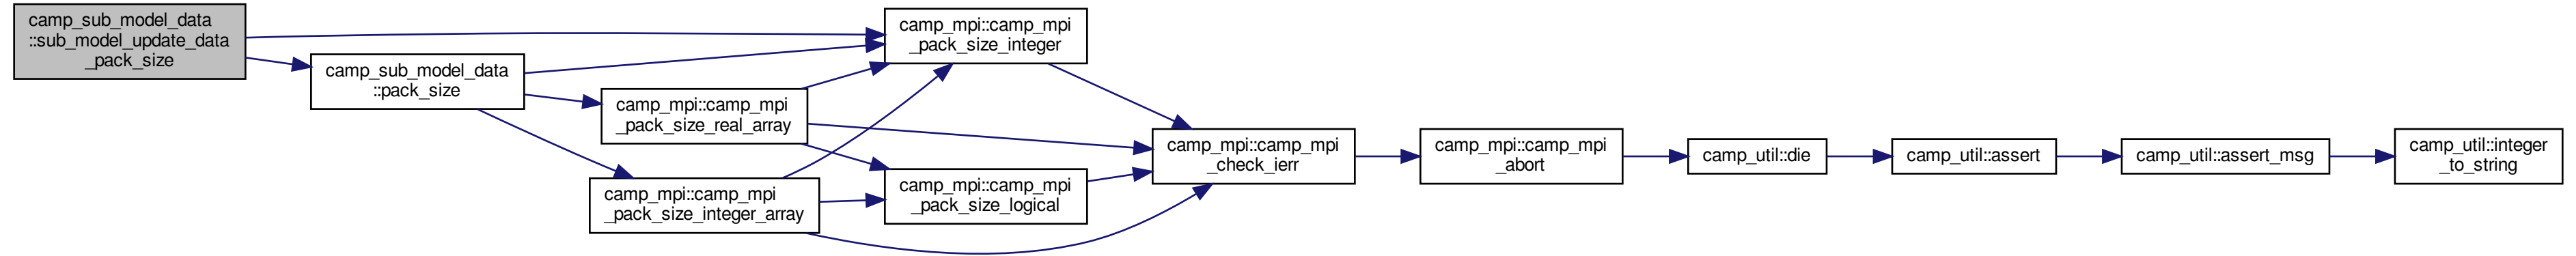 camp_sub_model_data
::sub_model_update_data
_pack_size
camp_sub_model_data
::pack_size
camp_mpi::camp_mpi
_pack_size_integer
camp_mpi::camp_mpi
_pack_size_real_array
camp_mpi::camp_mpi
_pack_size_integer_array
camp_mpi::camp_mpi
_pack_size_logical
camp_mpi::camp_mpi
_check_ierr
camp_mpi::camp_mpi
_abort
camp_util::die
camp_util::assert
camp_util::assert_msg
camp_util::integer
_to_string